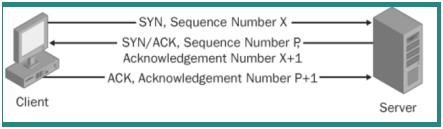 SYN, Sequence Number X
SYN/ACK, Sequence Number P,
Acknowledgement Number X+1
ACK, Acknowledgement Number P+1
Client
Server